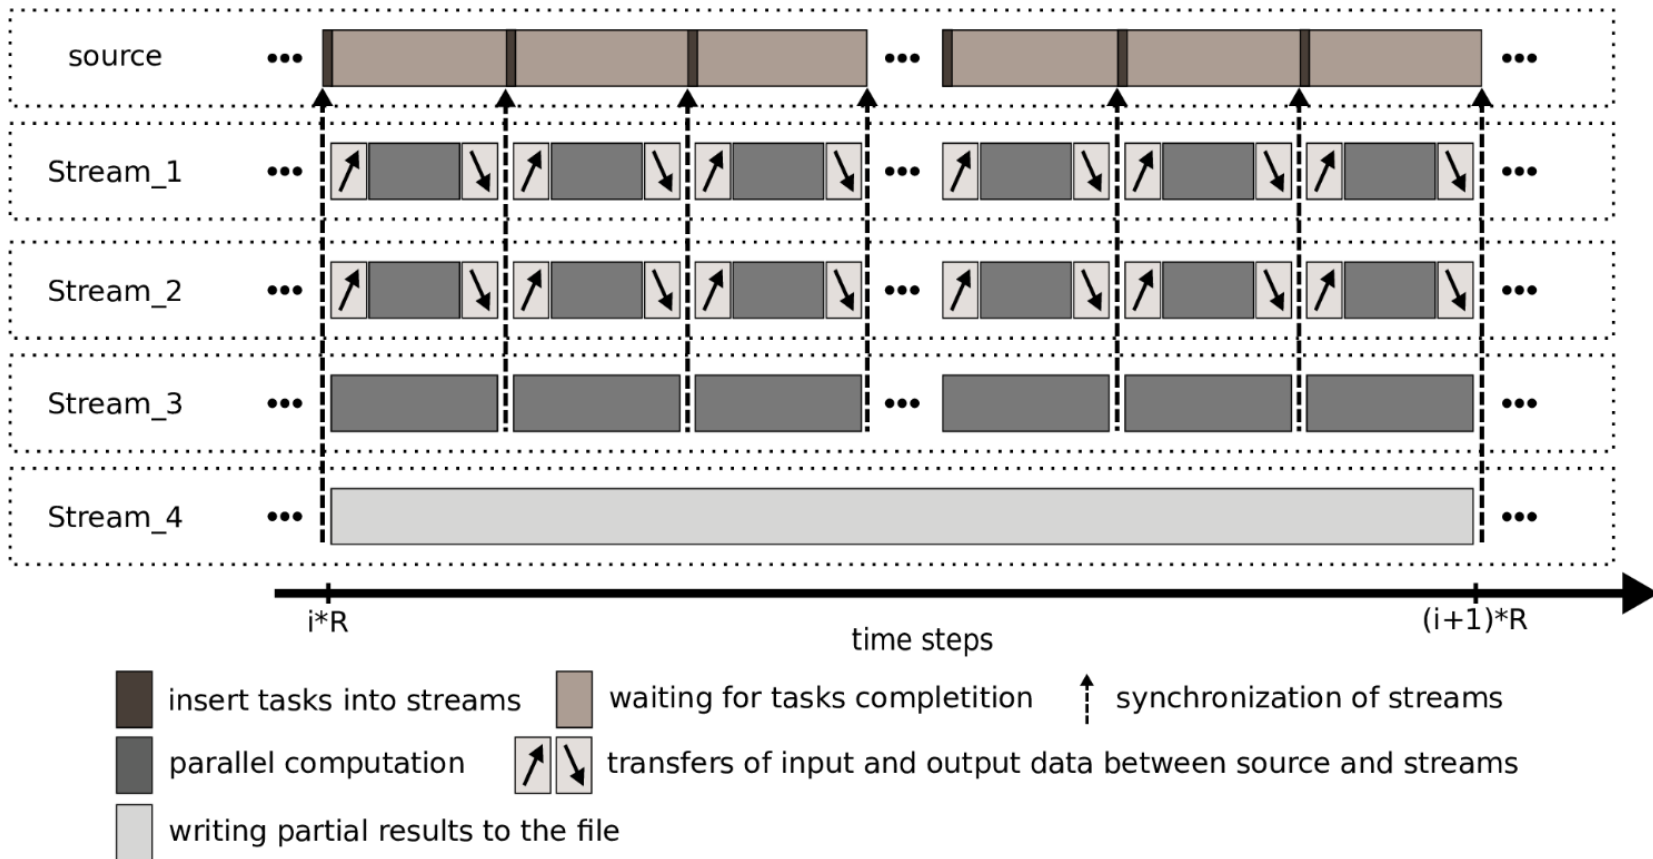 source
Stream_1
Stream_2
Stream_3
Stream_4
i*R
(i+1)*R
time steps
insert tasks into streams
waiting for tasks completition
synchronization of streams
parallel computation
transfers of input and output data between source and streams
writing partial results to the file